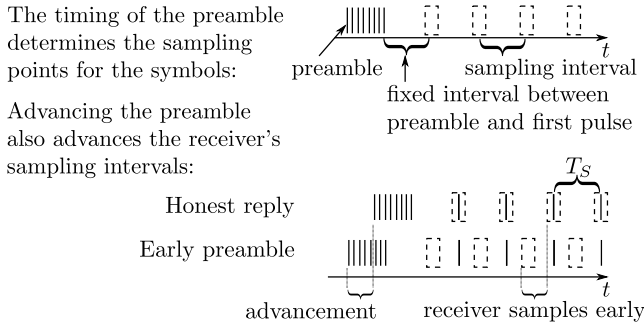 The timing of the preamble
determines the sampling
points for the symbols:
preamble
t
sampling interval
fixed interval between
preamble and first pulse
Advancing the preamble
also advances the receiver's
sampling intervals:
T_S
Honest reply
Early preamble
t
advancement
receiver samples early